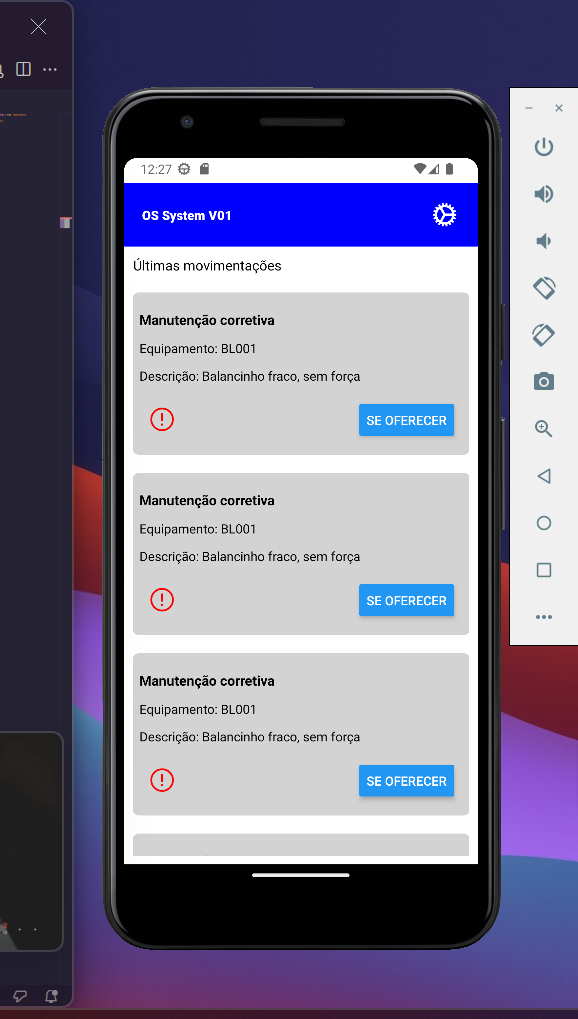 12:27
OS System V01
Últimas movimentações
Manutenção corretiva
Equipamento: BL001
Descrição: Balancinho fraco, sem força
SE OFERECER
Manutenção corretiva
Equipamento: BL001
Descrição: Balancinho fraco, sem força
SE OFERECER
Manutenção corretiva
Equipamento: BL001
Descrição: Balancinho fraco, sem força
SE OFERECER